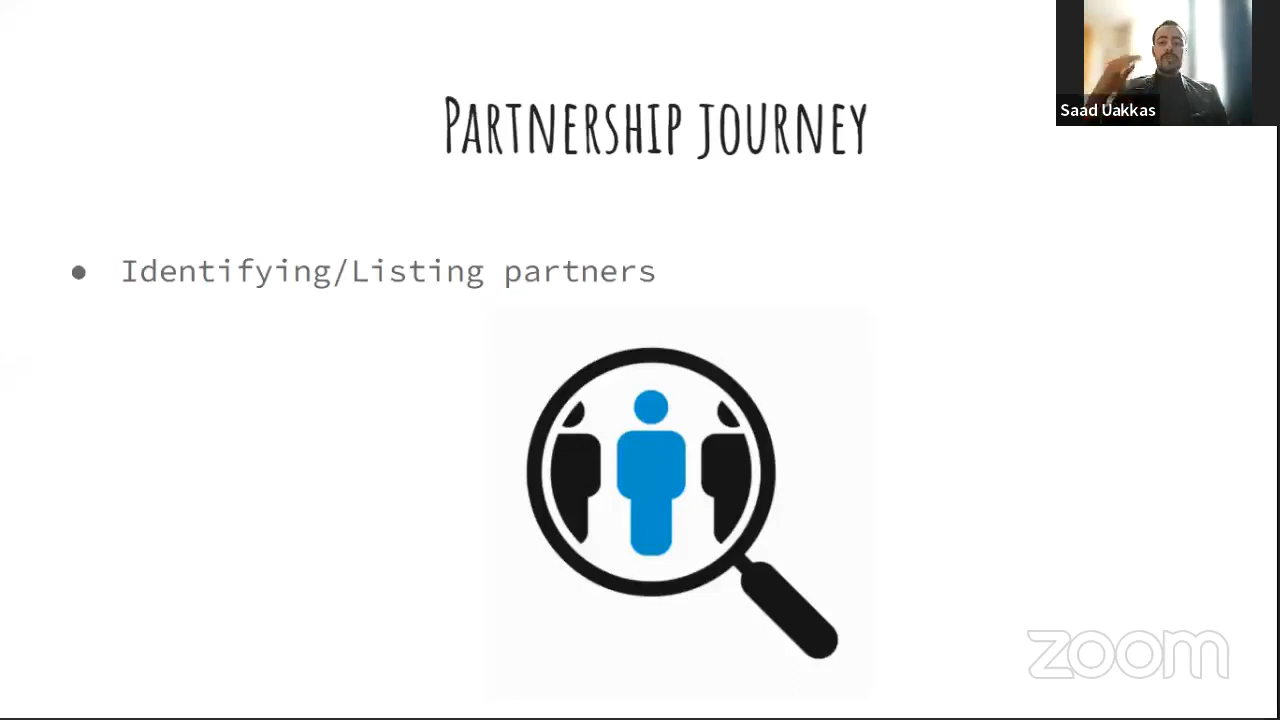 Partnership journey
Saad Uakkas
● Identifying/Listing partners
zoom